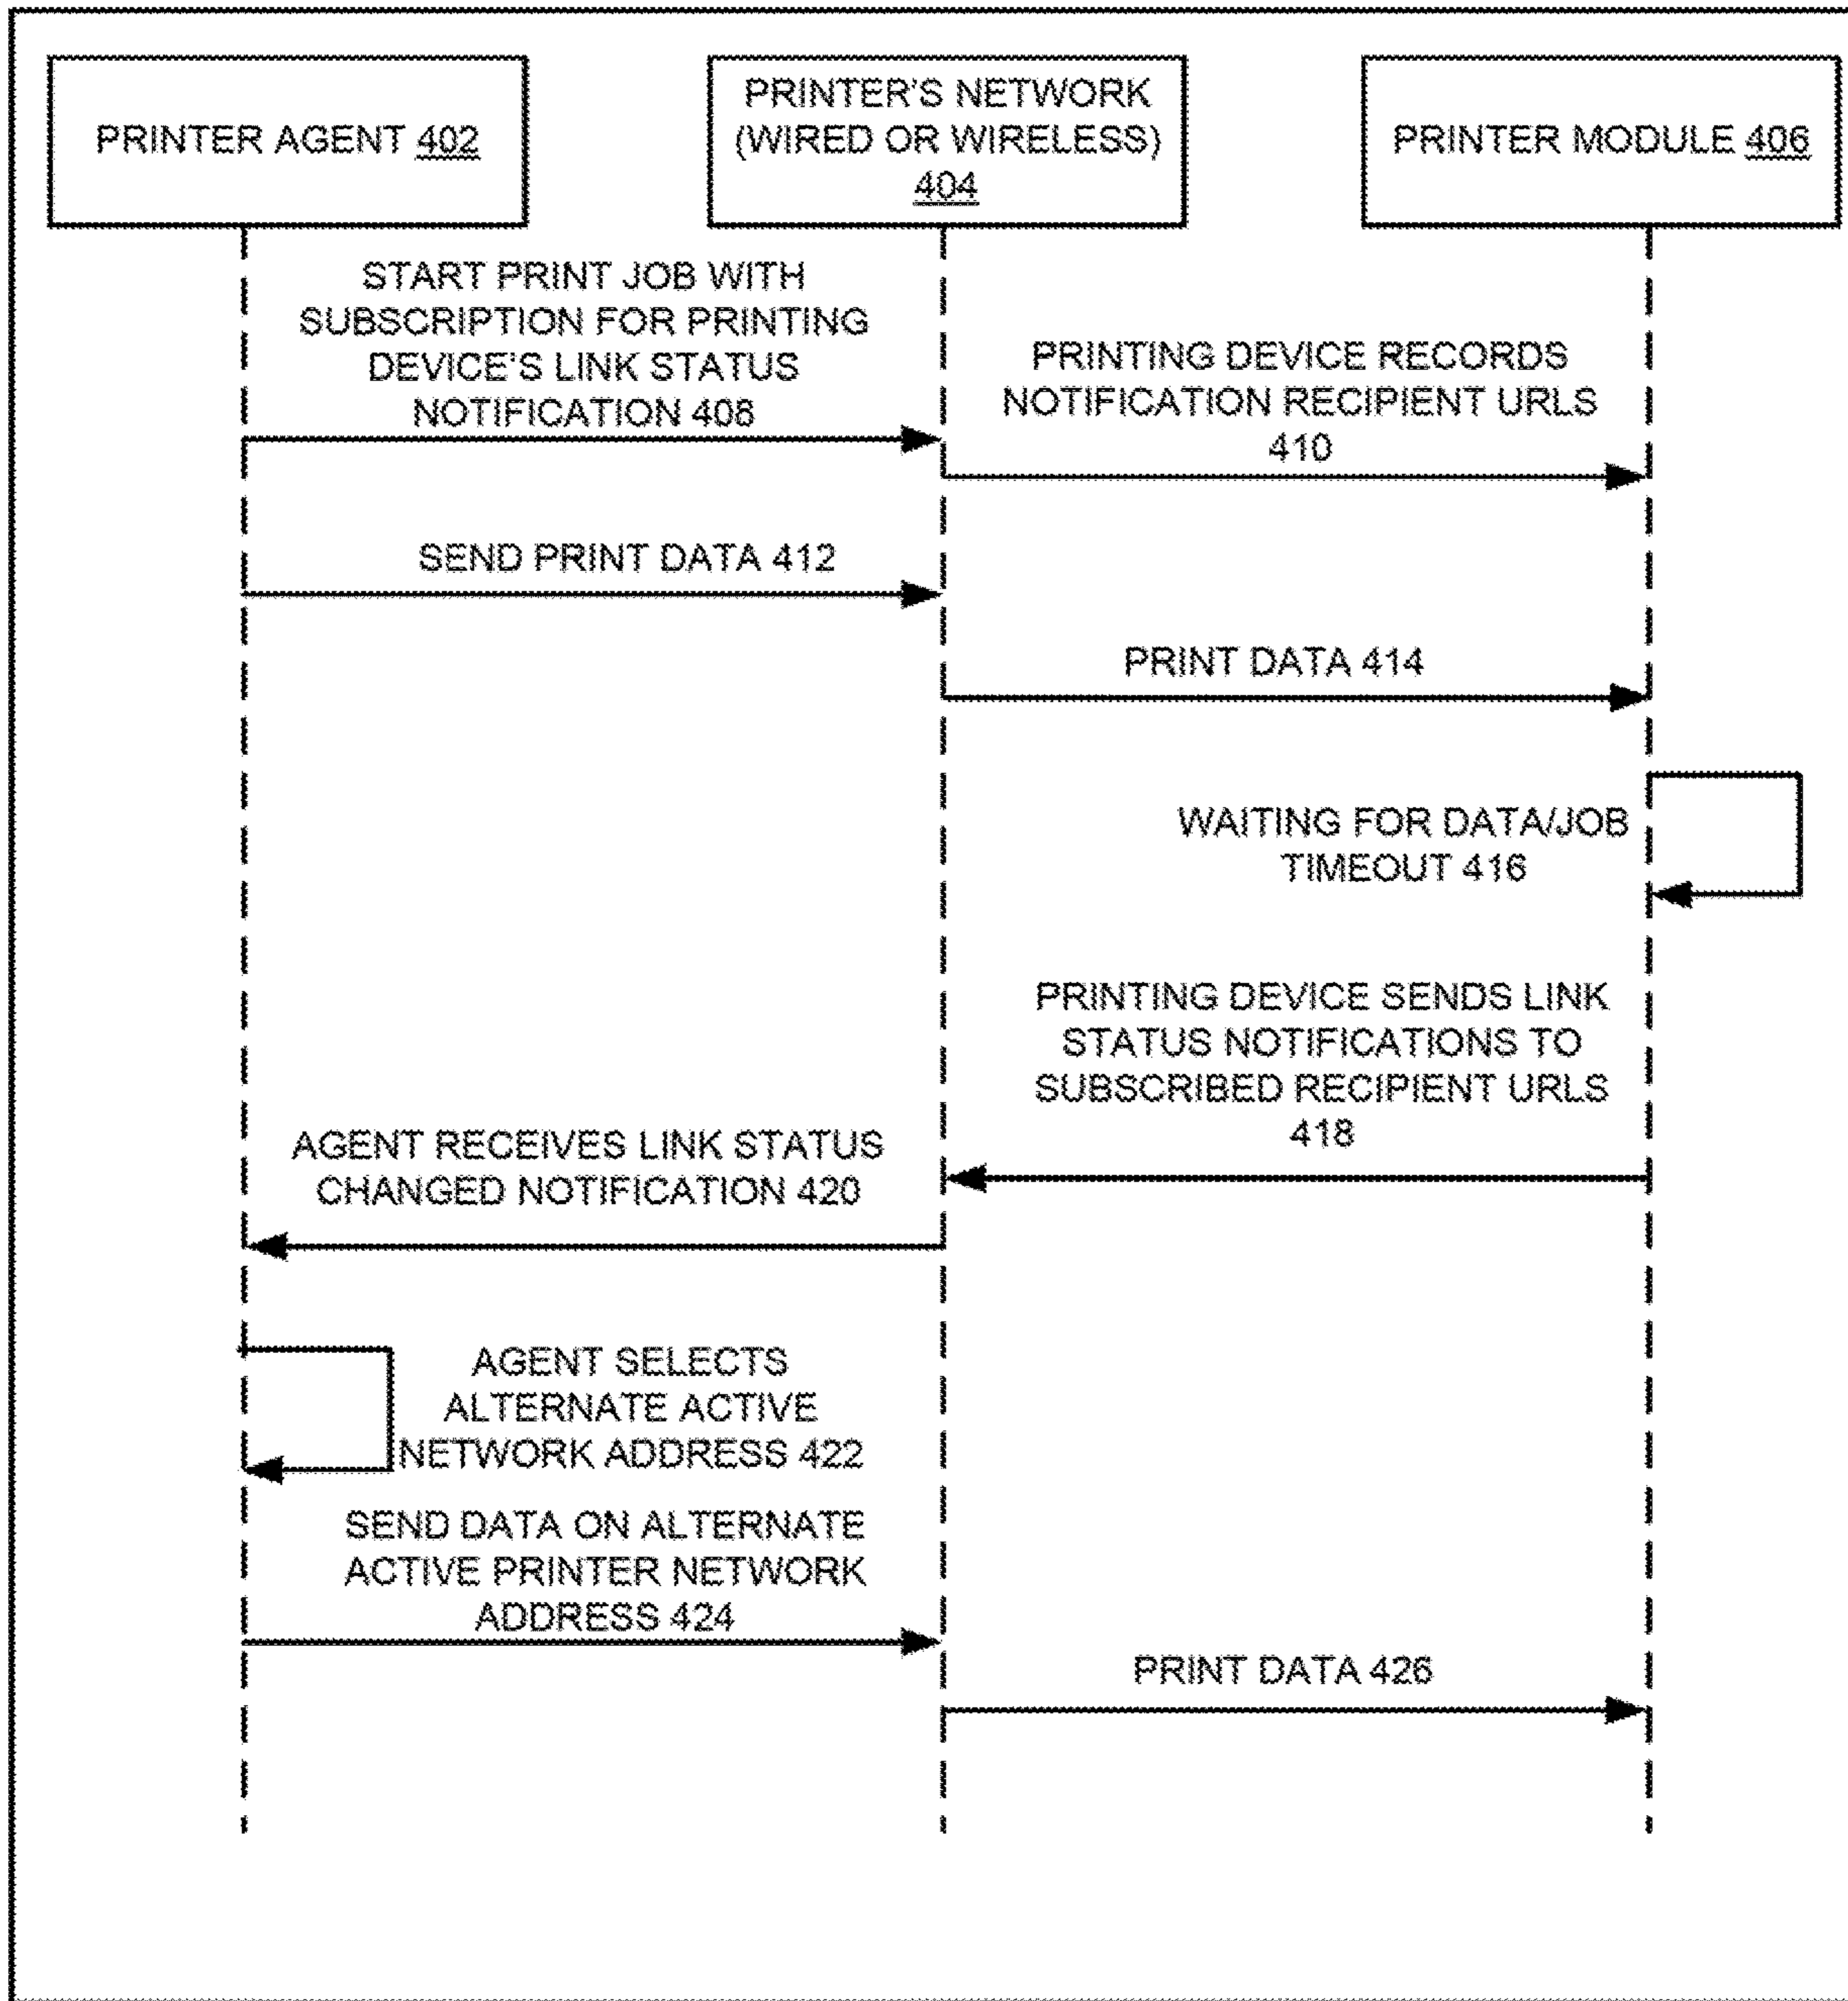 PRINTER AGENT 402
PRINTER'S NETWORK
(WIRED OR WIRELESS)
404
PRINTER MODULE 406
START PRINT JOB WITH
SUBSCRIPTION FOR PRINTING
DEVICE'S LINK STATUS
NOTIFICATION 408
PRINTING DEVICE RECORDS
NOTIFICATION RECIPIENT URLS
410
SEND PRINT DATA 412
PRINT DATA 414
WAITING FOR DATA/JOB
TIMEOUT 416
PRINTING DEVICE SENDS LINK
STATUS NOTIFICATIONS TO
SUBSCRIBED RECIPIENT URLS
418
AGENT RECEIVES LINK STATUS
CHANGED NOTIFICATION 420
AGENT SELECTS
ALTERNATE ACTIVE
NETWORK ADDRESS 422
SEND DATA ON ALTERNATE
ACTIVE PRINTER NETWORK
ADDRESS 424
PRINT DATA 426